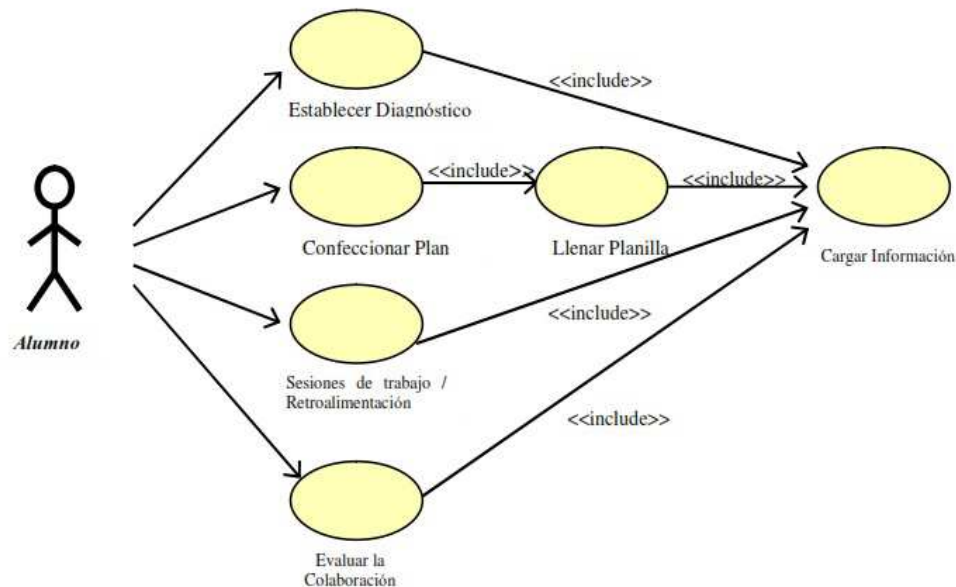 <<include>>
Establecer Diagnóstico
<<include>>
<<include>>
Confeccionar Plan
Llenar Planilla
Cargar Información
<<include>>
Alumno
Sesiones de trabajo /
Retroalimentación
<<include>>
Evaluar la
Colaboración